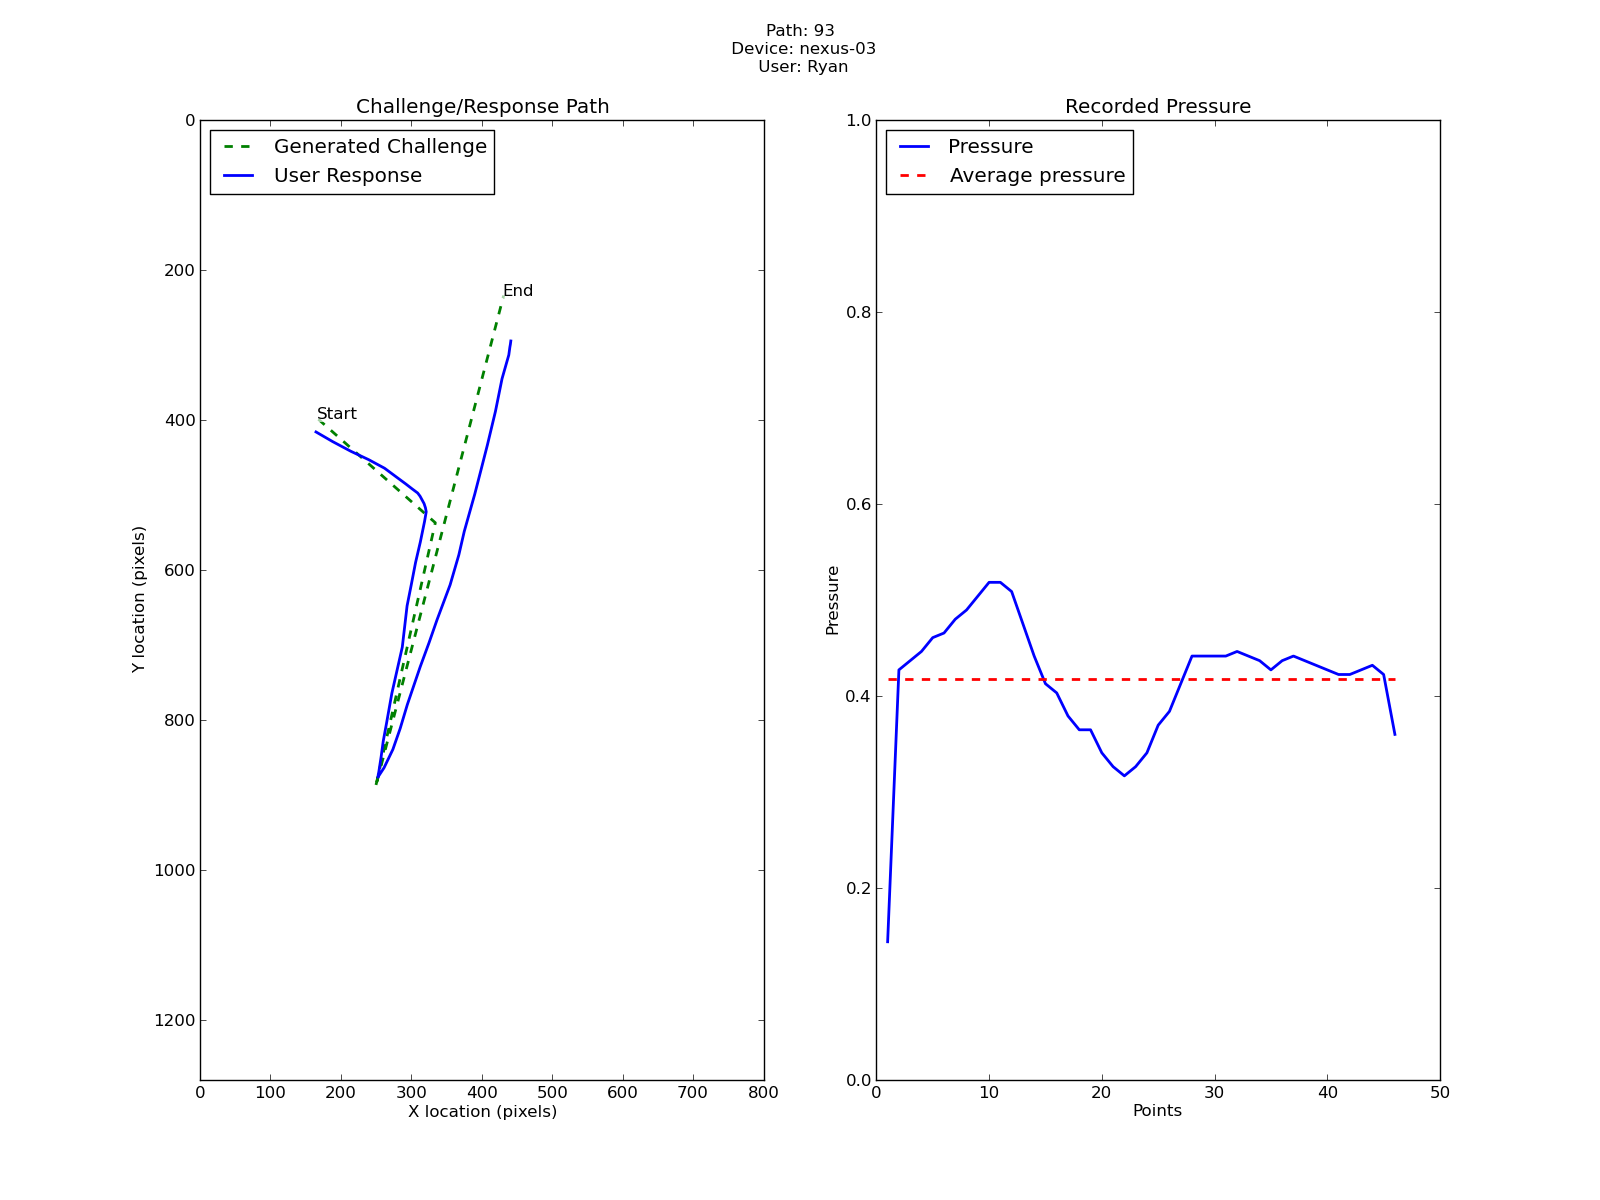 Path: 93
Device: nexus-03
User: Ryan
Challenge/Response Path
Generated Challenge
User Response
Start
End
0
200
400
600
800
1000
1200
Y location (pixels)
0 100 200 300 400 500 600 700 800
X location (pixels)
Recorded Pressure
Pressure
Average pressure
1.0
0.8
0.6
0.4
0.2
0.0
Pressure
0 10 20 30 40 50
Points